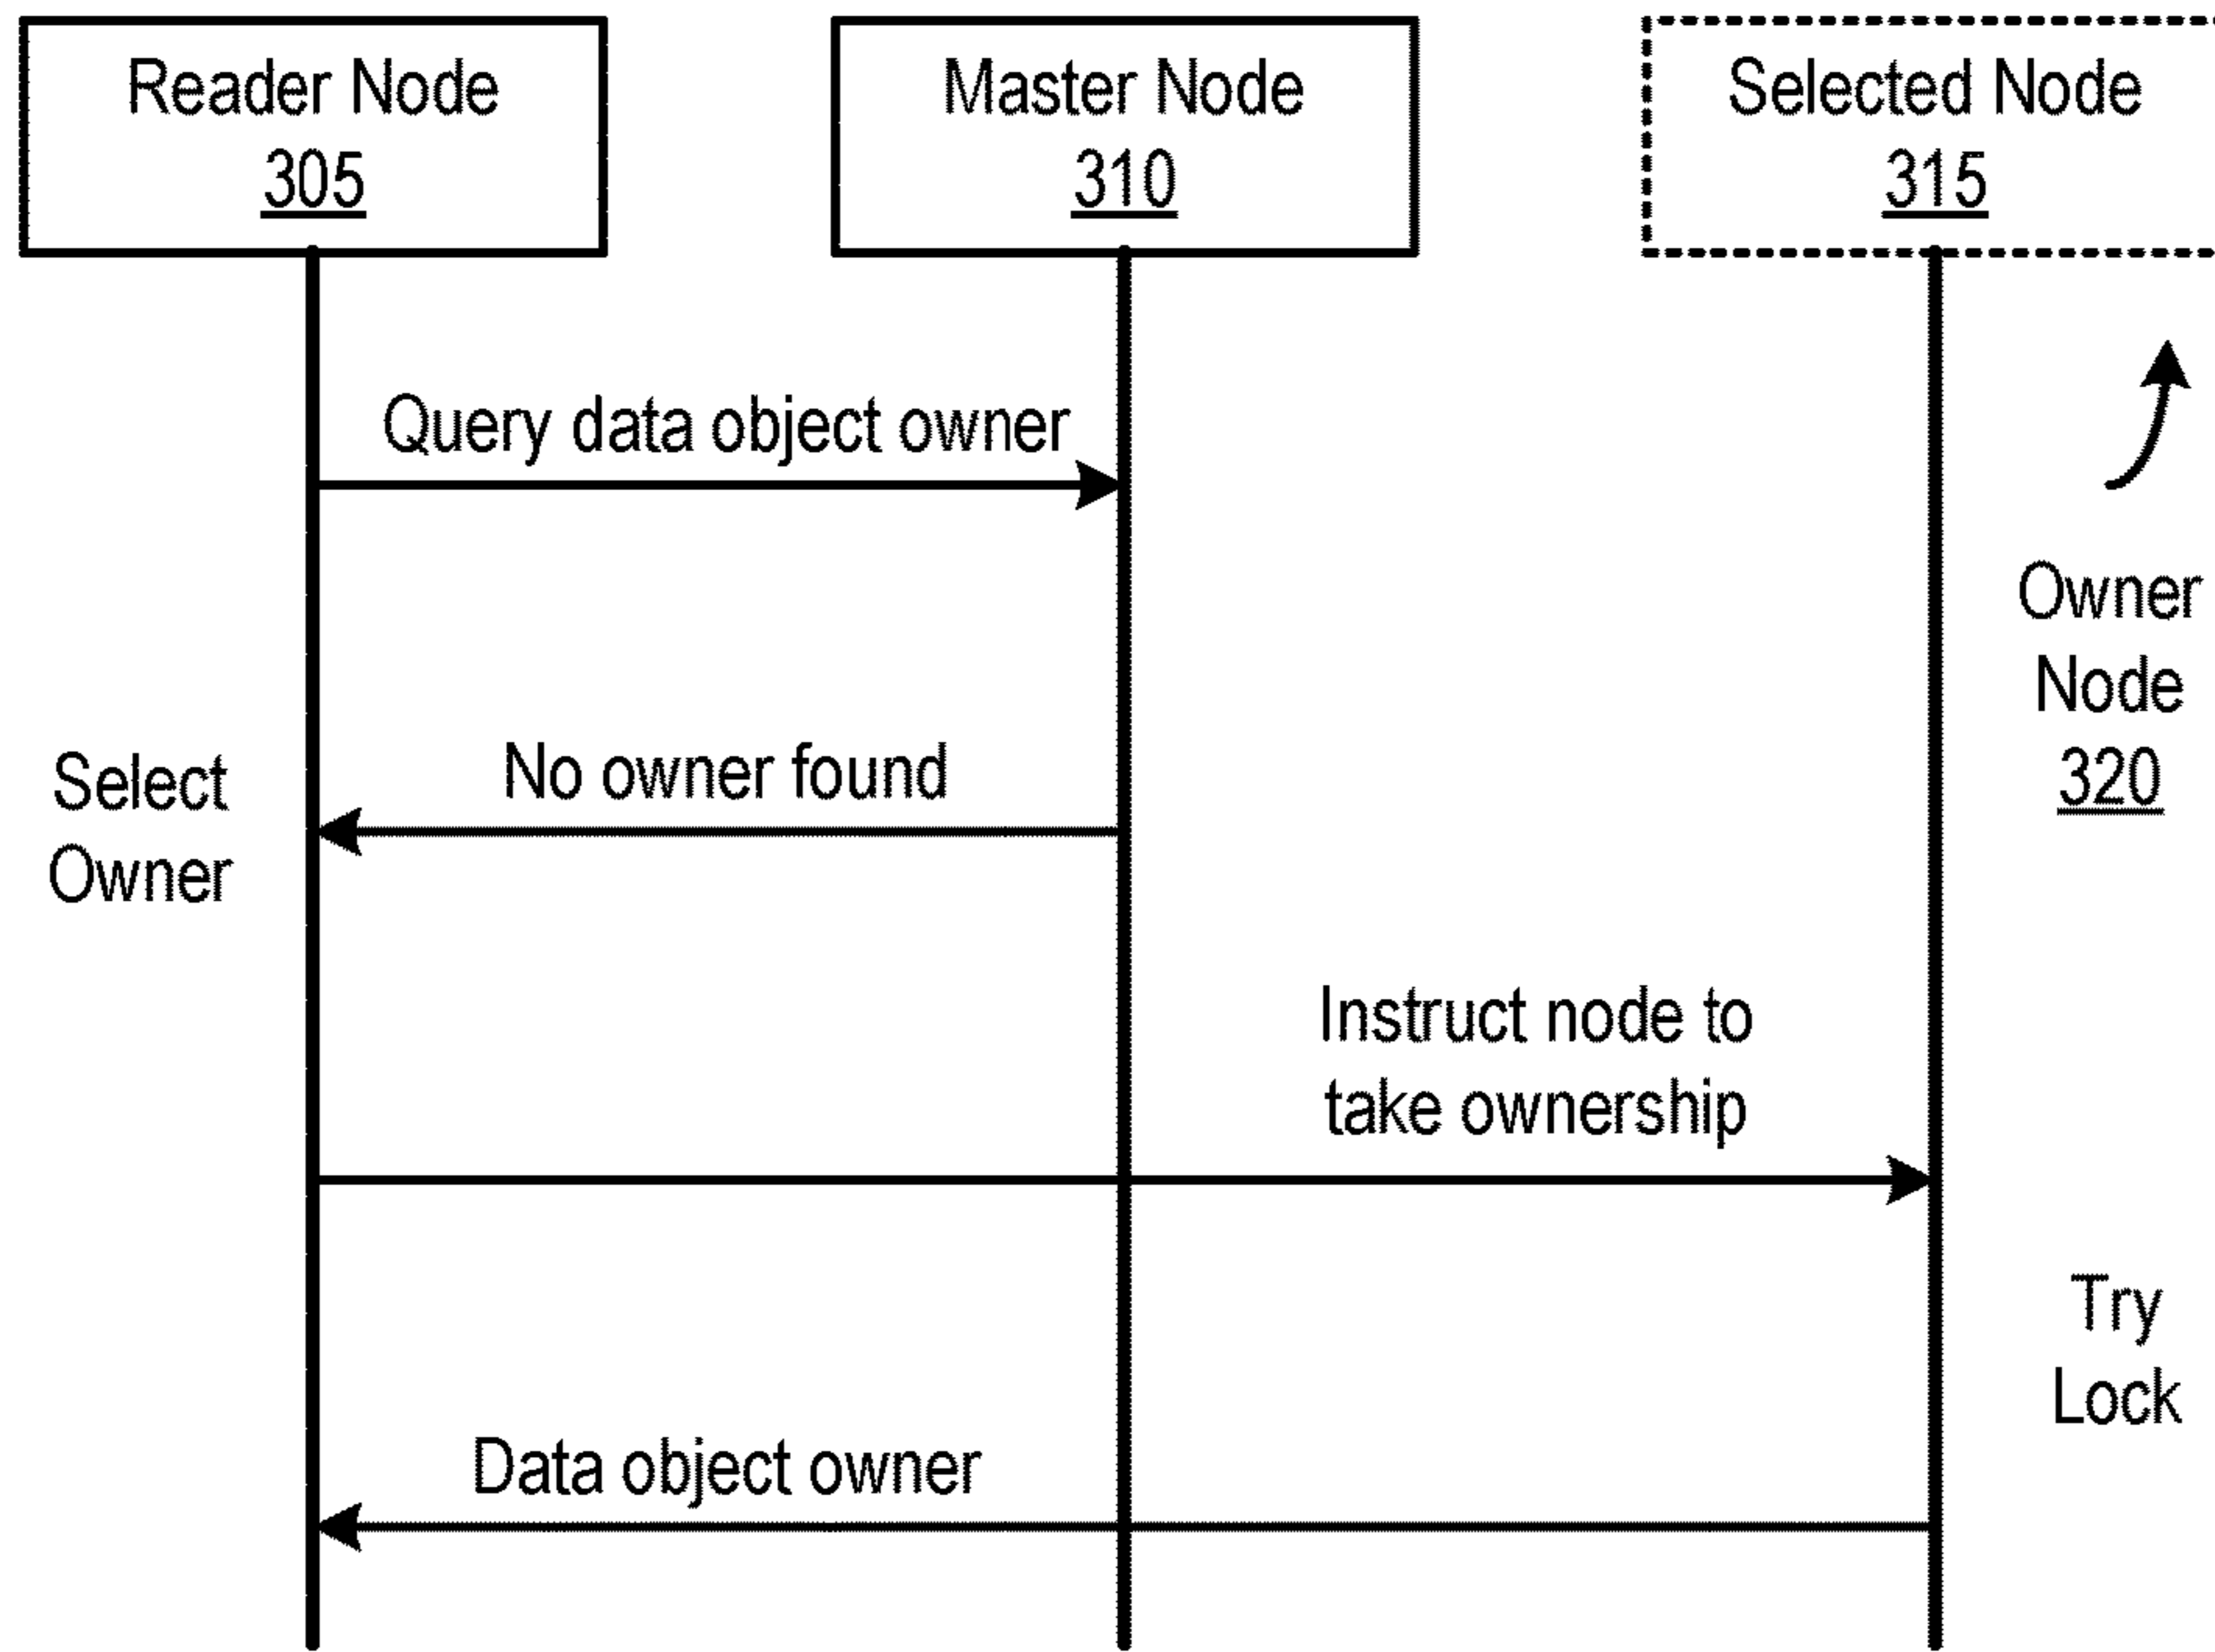 Reader Node
305
Master Node
310
Selected Node
315
Query data object owner
Owner
Node
320
No owner found
Select
Owner
Instruct node to
take ownership
Try
Lock
Data object owner